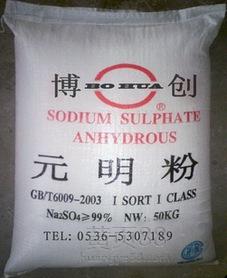 博 BO HUA 创
®
SODIUM SULPHATE
ANHYDROUS
元明粉
GB/T6009-2003 I SORT I CLASS
Na2SO4≥99% NW: 50KG
TEL: 0536-5307189